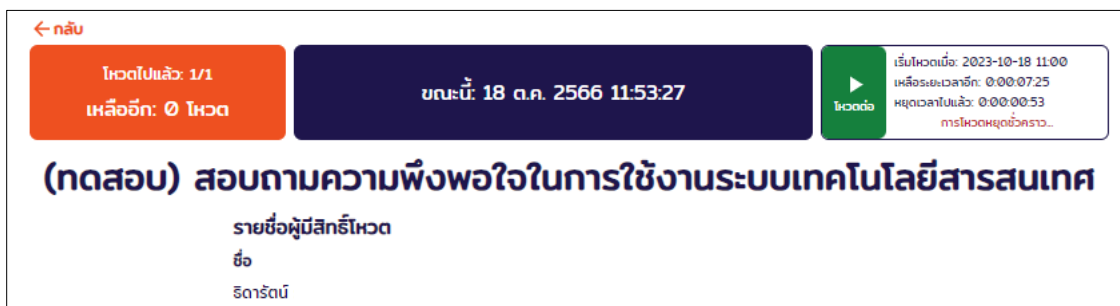 ← กลับ
โหวตไปแล้ว: 1/1
เหลืออีก: 0 โหวต
ขณะนี้: 18 ต.ค. 2566 11:53:27
โหวตต่อ
เริ่มโหวตเมื่อ: 2023-10-18 11:00
เหลือระยะเวลาอีก: 0:00:07:25
หยุดเวลาไปแล้ว: 0:00:00:53
การโหวตหยุดชั่วคราว...
(ทดสอบ) สอบถามความพึงพอใจในการใช้งานระบบเทคโนโลยีสารสนเทศ
รายชื่อผู้มีสิทธิ์โหวต
ชื่อ
ธิดารัตน์